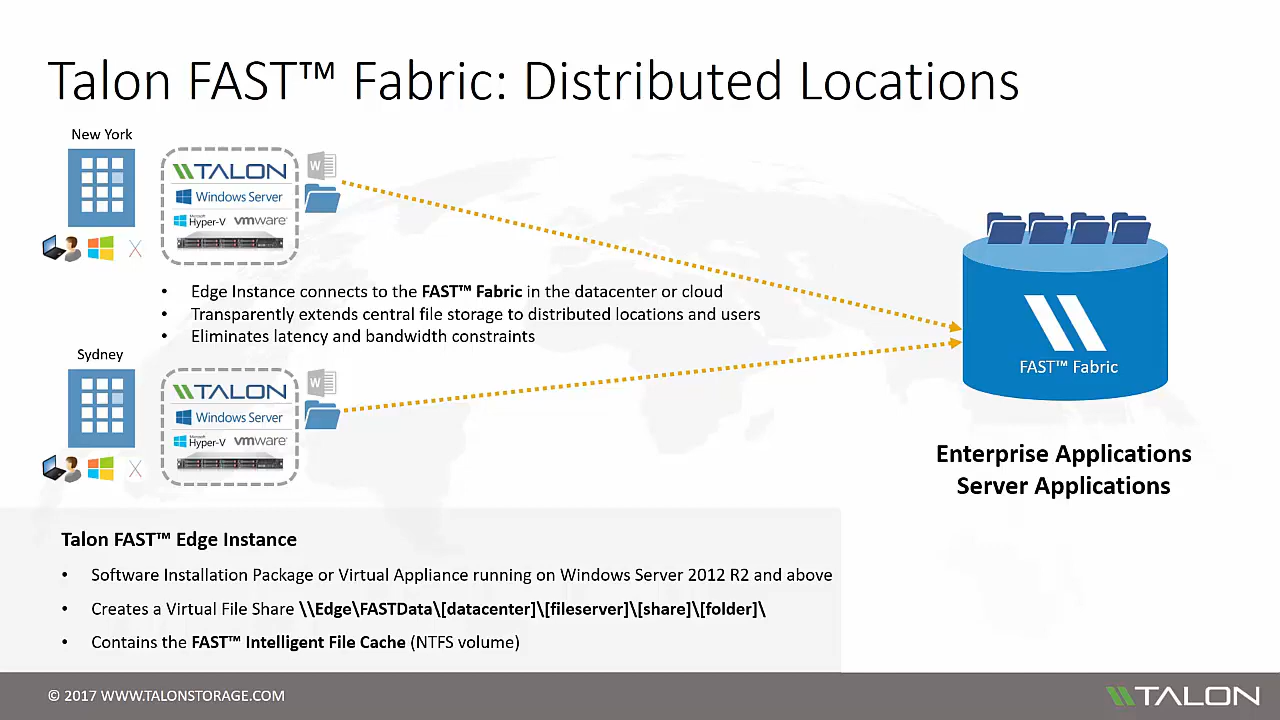 Talon FAST™ Fabric: Distributed Locations
New York
TALON
Windows Server
Microsoft
Hyper-V vmware
W
• Edge Instance connects to the FAST™ Fabric in the datacenter or cloud
• Transparently extends central file storage to distributed locations and users
• Eliminates latency and bandwidth constraints
Sydney
TALON
Windows Server
Microsoft
Hyper-V vmware
W
FAST™ Fabric
Enterprise Applications
Server Applications
Talon FAST™ Edge Instance
• Software Installation Package or Virtual Appliance running on Windows Server 2012 R2 and above
• Creates a Virtual File Share \\Edge\FASTData\[datacenter]\[fileserver]\[share]\[folder]\
• Contains the FAST™ Intelligent File Cache (NTFS volume)
© 2017 WWW.TALONSTORAGE.COM
TALON